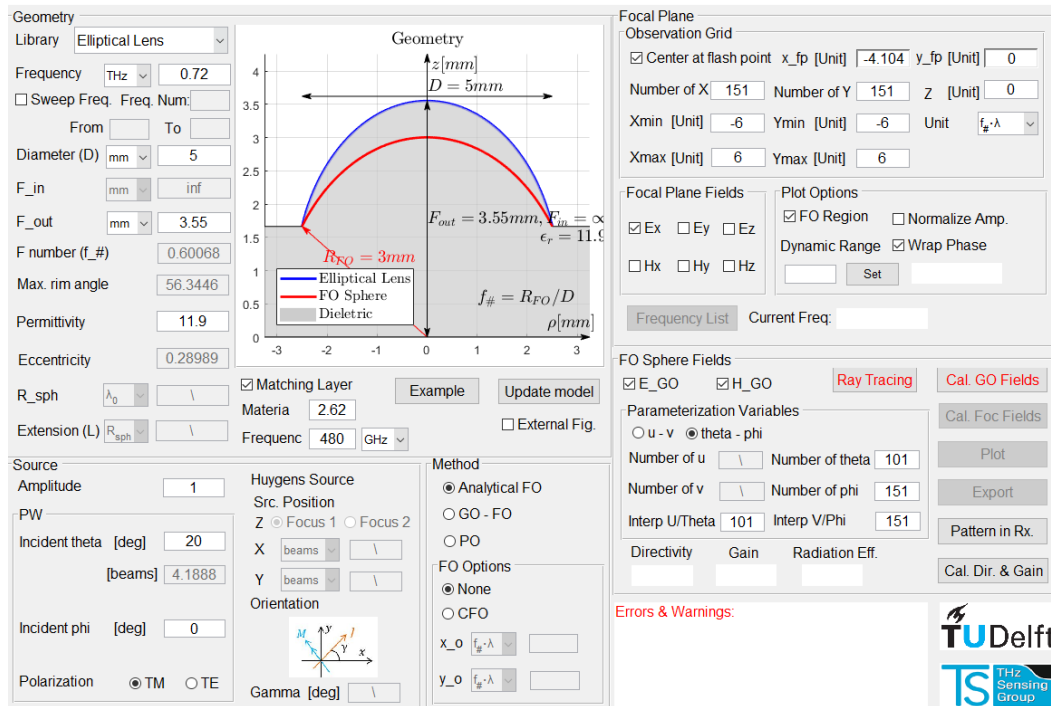 Geometry
Library Elliptical Lens
Frequency THz 0.72
Sweep Freq. Freq. Num:
From To
Diameter (D) mm 5
F_in mm inf
F_out mm 3.55
F number (f_#) 0.60068
Max. rim angle 56.3446
Permittivity 11.9
Eccentricity 0.28989
R_sph λ0 \
Extension (L) Rsph \
Geometry
z[mm]
D = 5mm
4
3.5
3
2.5
2
1.5
1
0.5
0
Fout = 3.55mm, Fin = ∞
ϵr = 11.9
RFO = 3mm
Elliptical Lens
FO Sphere
Dieletric
f# = RFO/D
ρ[mm]
-3 -2 -1 0 1 2 3
Matching Layer Example Update model
Materia 2.62
Frequenc 480 GHz
External Fig.
Source
Amplitude 1
PW
Incident theta [deg] 20
[beams] 4.1888
Incident phi [deg] 0
Polarization TM TE
Huygens Source
Src. Position
Z Focus 1 Focus 2
X beams \
Y beams \
Orientation
M y J
γ x
Gamma [deg] \
Method
Analytical FO
GO - FO
PO
FO Options
None
CFO
x_o f#·λ
y_o f#·λ
Focal Plane
Observation Grid
Center at flash point x_fp [Unit] -4.104 y_fp [Unit] 0
Number of X 151 Number of Y 151 Z [Unit] 0
Xmin [Unit] -6 Ymin [Unit] -6 Unit f#·λ
Xmax [Unit] 6 Ymax [Unit] 6
Focal Plane Fields
Ex Ey Ez
Hx Hy Hz
Plot Options
FO Region Normalize Amp.
Dynamic Range Wrap Phase
Set
Frequency List Current Freq:
FO Sphere Fields
E_GO H_GO Ray Tracing Cal. GO Fields
Parameterization Variables
u - v theta - phi
Number of u \ Number of theta 101
Number of v \ Number of phi 151
Interp U/Theta 101 Interp V/Phi 151
Cal. Foc Fields
Plot
Export
Pattern in Rx.
Cal. Dir. & Gain
Directivity Gain Radiation Eff.
Errors & Warnings:
TUDelft
TS THz
Sensing
Group